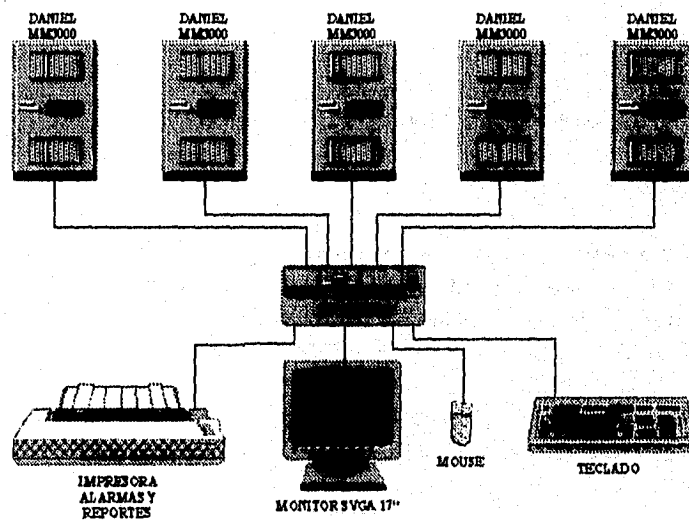 DANIEL
MM3000
DANIEL
MM3000
DANIEL
MM3000
DANIEL
MM3000
DANIEL
MM3000
IMPRESORA
ALARMAS Y
REPORTES
MONITOR SVGA 17"
MOUSE
TECLADO